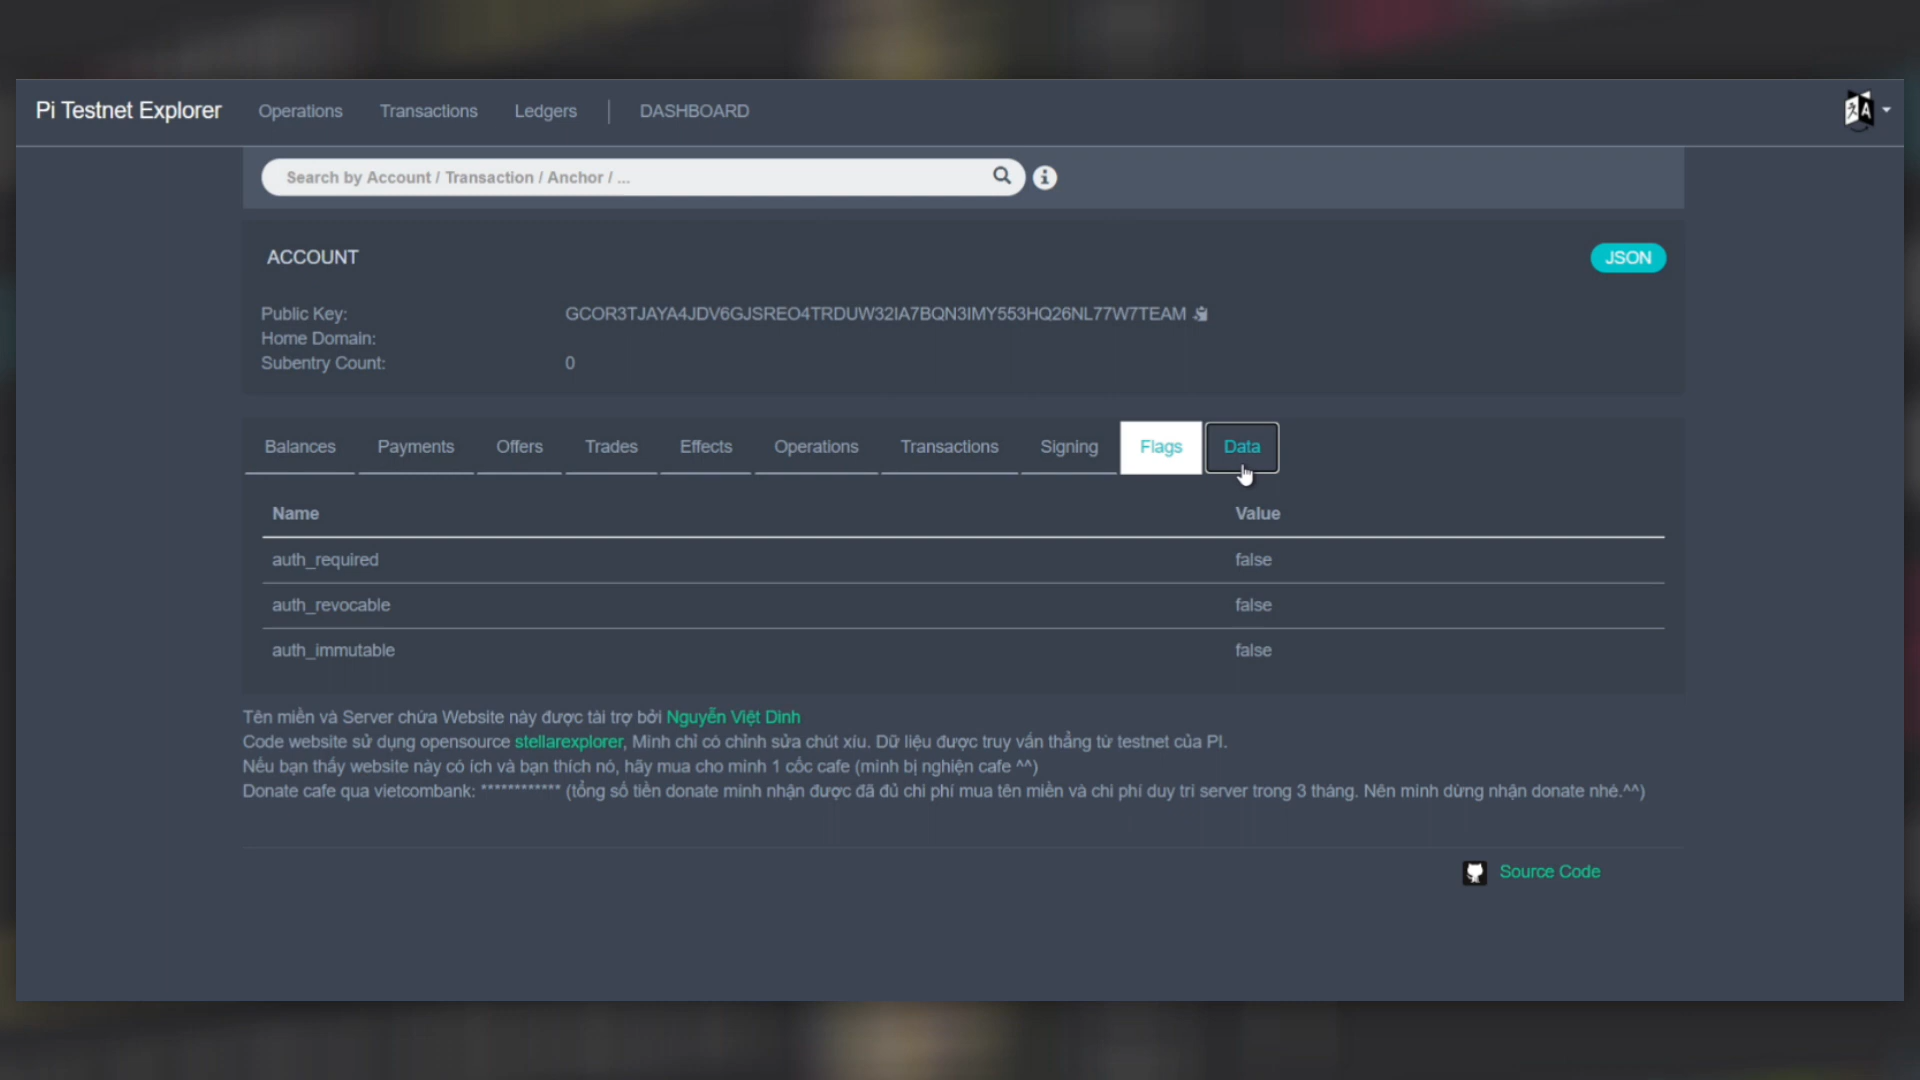 Pi Testnet Explorer Operations Transactions Ledgers DASHBOARD
Search by Account / Transaction / Anchor / ...
ACCOUNT JSON
Public Key: GCOR3TJAYA4JDV6GJSREO4TRDUW32IA7BQN3IMY553HQ26NL77W7TEAM
Home Domain:
Subentry Count: 0
Balances Payments Offers Trades Effects Operations Transactions Signing Flags Data
Name Value
auth_required false
auth_revocable false
auth_immutable false
Tên miền và Server chứa Website này được tài trợ bởi Nguyễn Việt Dinh
Code website sử dụng opensource stellarexplorer, Mình chỉ có chỉnh sửa chút xíu. Dữ liệu được truy vấn thẳng từ testnet của PI.
Nếu bạn thấy website này có ích và bạn thích nó, hãy mua cho mình 1 cốc cafe (mình bị nghiện cafe ^^)
Donate cafe qua vietcombank: ************ (tổng số tiền donate mình nhận được đã đủ chi phí mua tên miền và chi phí duy trì server trong 3 tháng. Nên mình dừng nhận donate nhé.^^)
Source Code